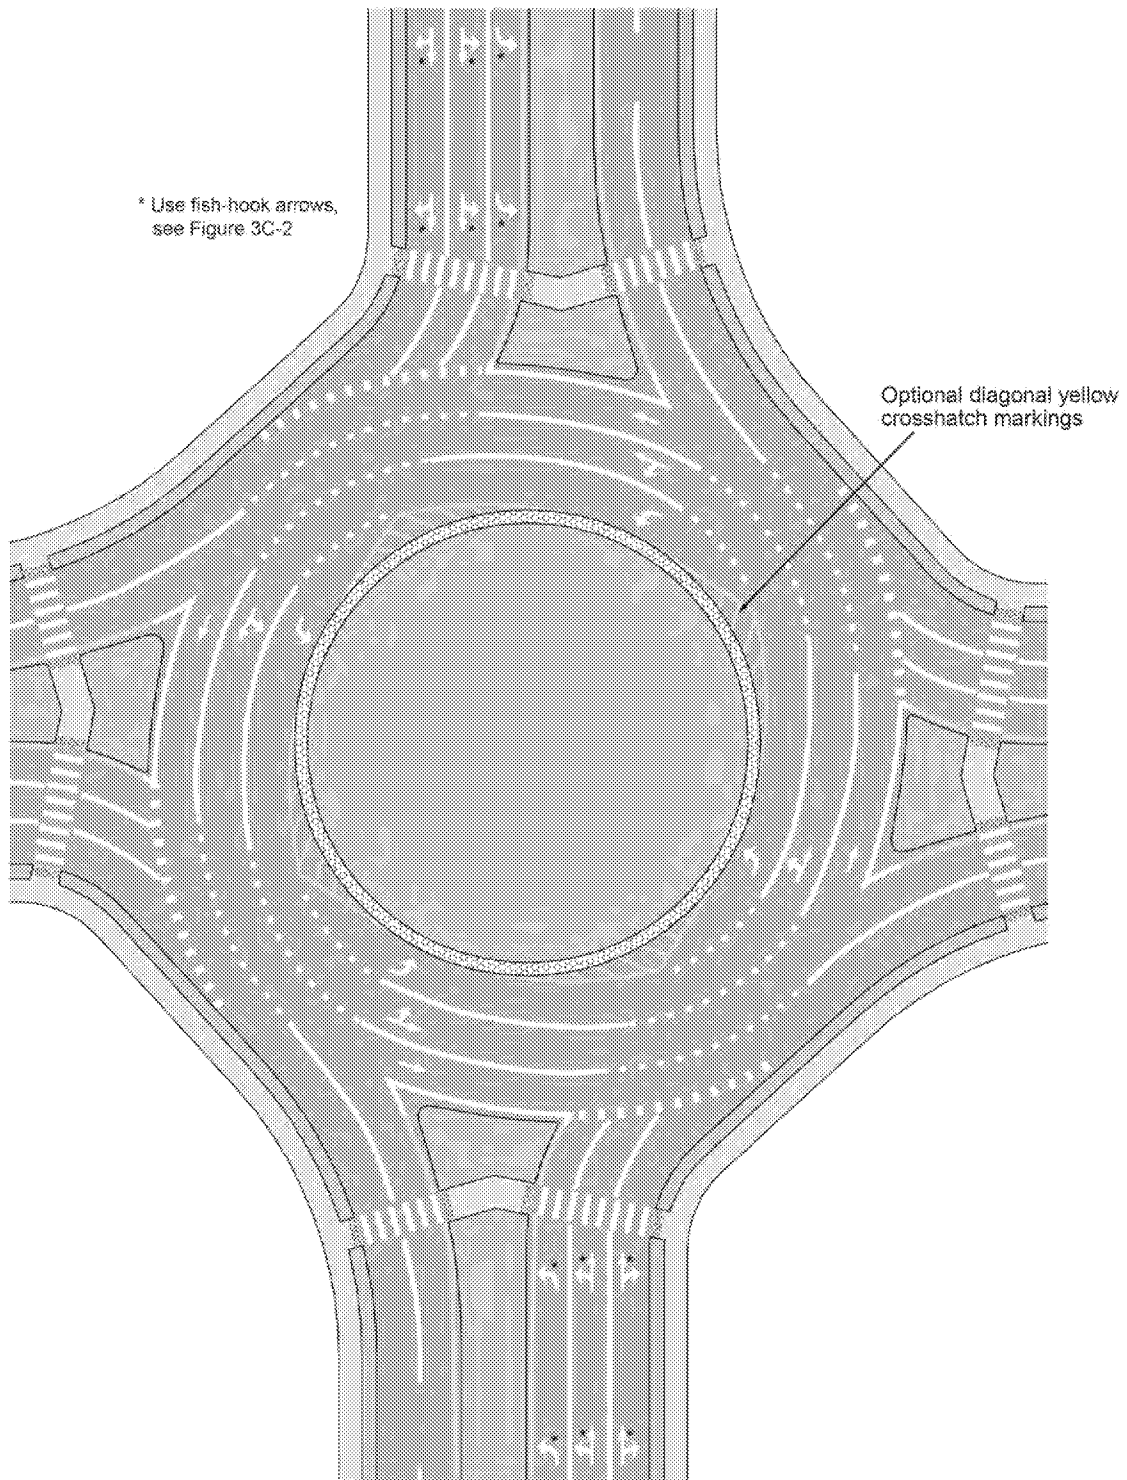 * Use fish-hook arrows,
see Figure 3C-2
Optional diagonal yellow
crosshatch markings